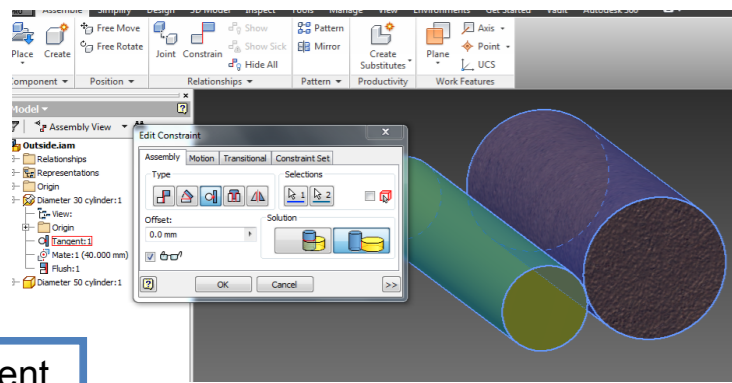 Assemble Simplify Design 3D Model Inspect Tools Manage View Environments Get Started Vault Autodesk 360
Free Move Show Pattern Axis
Place Create Free Rotate Joint Constrain Show Sick Mirror Create Substitutes Plane Point
Hide All UCS
Component Position Relationships Pattern Productivity Work Features
Model
Assembly View
Outside.iam
Relationships
Representations
Origin
Diameter 30 cylinder:1
View:
Origin
Tangent:1
Mate:1 (40.000 mm)
Flush:1
Diameter 50 cylinder:1
Edit Constraint
x
Assembly Motion Transitional Constraint Set
Type Selections
1 2
Offset: Solution
0.0 mm
OK Cancel >>
ent